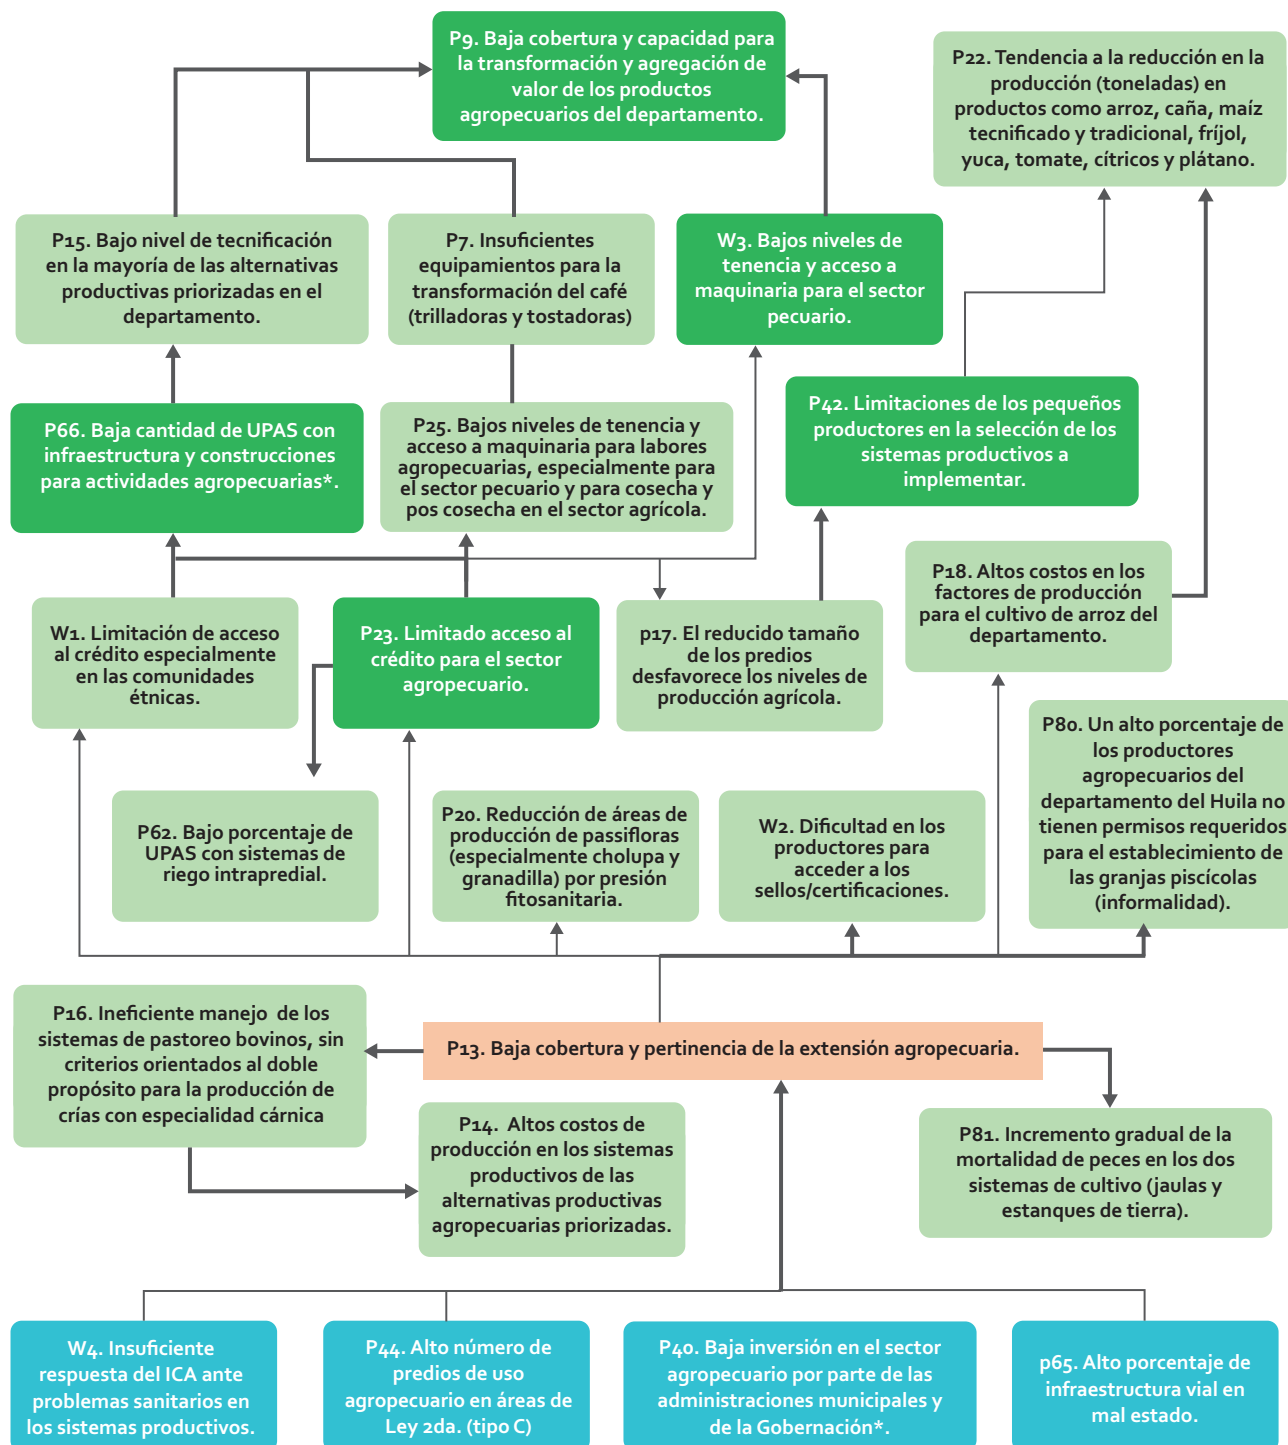 P9. Baja cobertura y capacidad para
la transformación y agregación de
valor de los productos
agropecuarios del departamento.
P22. Tendencia a la reducción en la
producción (toneladas) en
productos como arroz, caña, maíz
tecnificado y tradicional, fríjol,
yuca, tomate, cítricos y plátano.
P15. Bajo nivel de tecnificación
en la mayoría de las alternativas
productivas priorizadas en el
departamento.
P7. Insuficientes
equipamientos para la
transformación del café
(trilladoras y tostadoras)
W3. Bajos niveles de
tenencia y acceso a
maquinaria para el sector
pecuario.
P66. Baja cantidad de UPAS con
infraestructura y construcciones
para actividades agropecuarias*.
P25. Bajos niveles de tenencia y
acceso a maquinaria para labores
agropecuarias, especialmente para
el sector pecuario y para cosecha y
pos cosecha en el sector agrícola.
P42. Limitaciones de los pequeños
productores en la selección de los
sistemas productivos a
implementar.
P18. Altos costos en los
factores de producción
para el cultivo de arroz del
departamento.
W1. Limitación de acceso
al crédito especialmente
en las comunidades
étnicas.
P23. Limitado acceso al
crédito para el sector
agropecuario.
p17. El reducido tamaño
de los predios
desfavorece los niveles de
producción agrícola.
P80. Un alto porcentaje de
los productores
agropecuarios del
departamento del Huila no
tienen permisos requeridos
para el establecimiento de
las granjas piscícolas
(informalidad).
P62. Bajo porcentaje de
UPAS con sistemas de
riego intrapredial.
P20. Reducción de áreas de
producción de passifloras
(especialmente cholupa y
granadilla) por presión
fitosanitaria.
W2. Dificultad en los
productores para
acceder a los
sellos/certificaciones.
P16. Ineficiente manejo de los
sistemas de pastoreo bovinos, sin
criterios orientados al doble
propósito para la producción de
crías con especialidad cárnica
P13. Baja cobertura y pertinencia de la extensión agropecuaria.
P14. Altos costos de
producción en los sistemas
productivos de las
alternativas productivas
agropecuarias priorizadas.
P81. Incremento gradual de la
mortalidad de peces en los dos
sistemas de cultivo (jaulas y
estanques de tierra).
W4. Insuficiente
respuesta del ICA ante
problemas sanitarios en
los sistemas productivos.
P44. Alto número de
predios de uso
agropecuario en áreas de
Ley 2da. (tipo C)
P40. Baja inversión en el sector
agropecuario por parte de las
administraciones municipales y
de la Gobernación*.
p65. Alto porcentaje de
infraestructura vial en
mal estado.